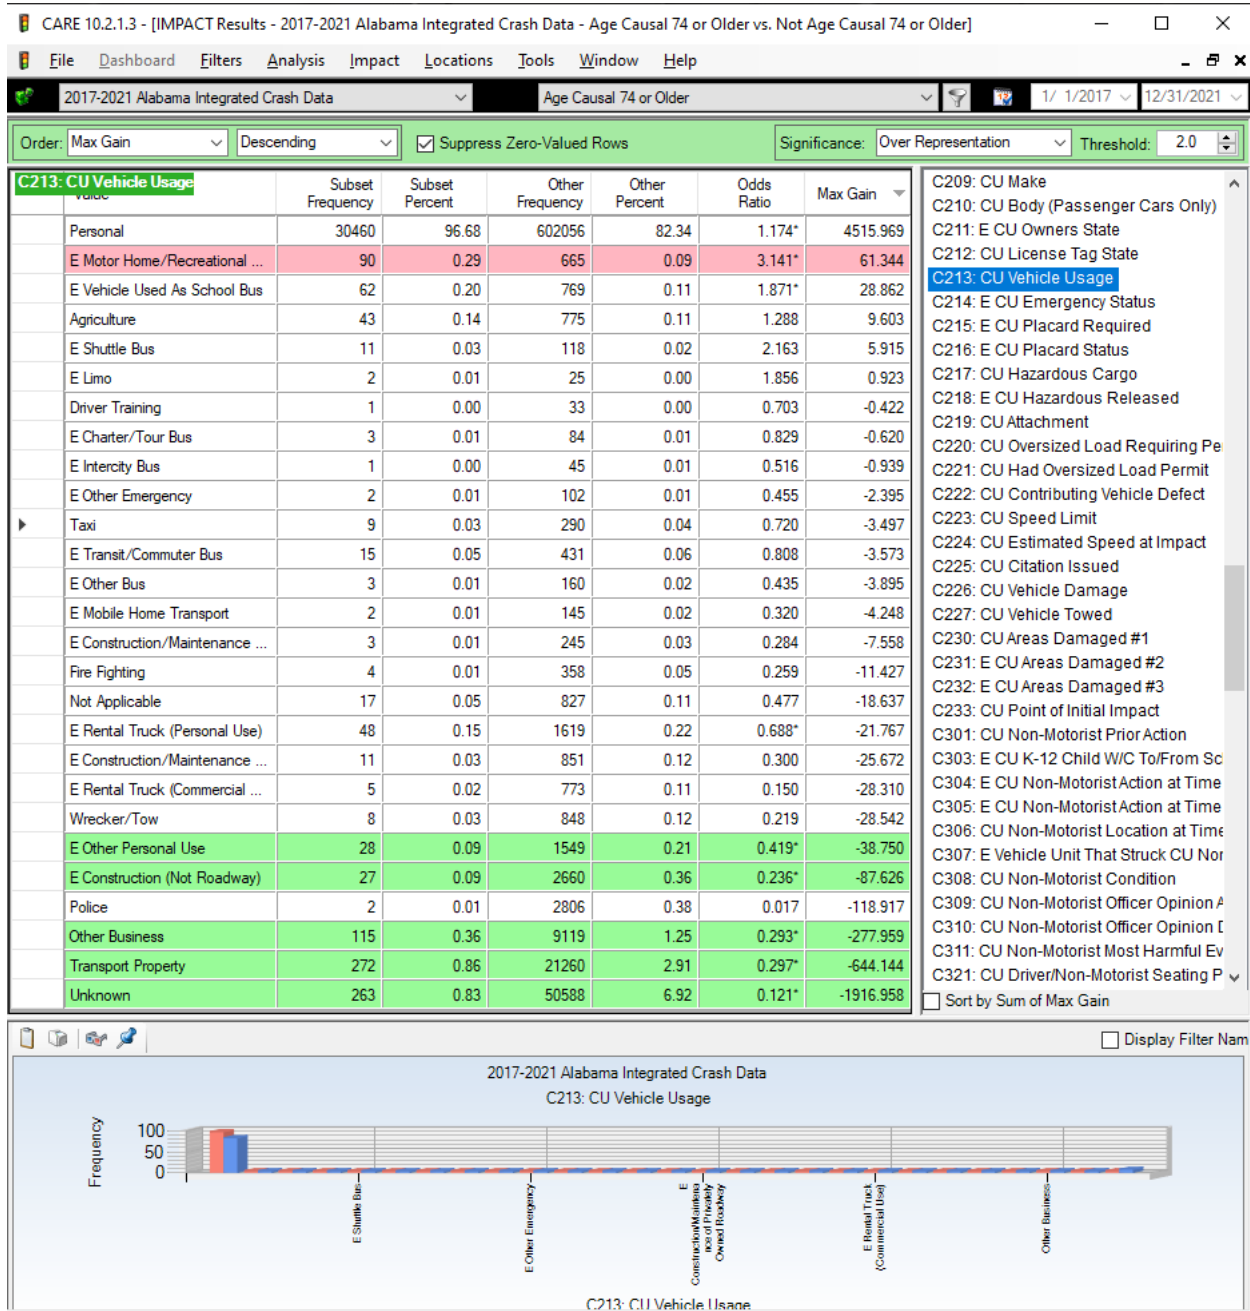 CARE 10.2.1.3 - [IMPACT Results - 2017-2021 Alabama Integrated Crash Data - Age Causal 74 or Older vs. Not Age Causal 74 or Older]
File Dashboard Filters Analysis Impact Locations Tools Window Help
2017-2021 Alabama Integrated Crash Data Age Causal 74 or Older 1/ 1/2017 12/31/2021
Order: Max Gain Descending Suppress Zero-Valued Rows Significance: Over Representation Threshold: 2.0
C213: CU Vehicle Usage
Value Subset Frequency Subset Percent Other Frequency Other Percent Odds Ratio Max Gain
Personal 30460 96.68 602056 82.34 1.174* 4515.969
E Motor Home/Recreational ... 90 0.29 665 0.09 3.141* 61.344
E Vehicle Used As School Bus 62 0.20 769 0.11 1.871* 28.862
Agriculture 43 0.14 775 0.11 1.288 9.603
E Shuttle Bus 11 0.03 118 0.02 2.163 5.915
E Limo 2 0.01 25 0.00 1.856 0.923
Driver Training 1 0.00 33 0.00 0.703 -0.422
E Charter/Tour Bus 3 0.01 84 0.01 0.829 -0.620
E Intercity Bus 1 0.00 45 0.01 0.516 -0.939
E Other Emergency 2 0.01 102 0.01 0.455 -2.395
Taxi 9 0.03 290 0.04 0.720 -3.497
E Transit/Commuter Bus 15 0.05 431 0.06 0.808 -3.573
E Other Bus 3 0.01 160 0.02 0.435 -3.895
E Mobile Home Transport 2 0.01 145 0.02 0.320 -4.248
E Construction/Maintenance ... 3 0.01 245 0.03 0.284 -7.558
Fire Fighting 4 0.01 358 0.05 0.259 -11.427
Not Applicable 17 0.05 827 0.11 0.477 -18.637
E Rental Truck (Personal Use) 48 0.15 1619 0.22 0.688* -21.767
E Construction/Maintenance ... 11 0.03 851 0.12 0.300 -25.672
E Rental Truck (Commercial ... 5 0.02 773 0.11 0.150 -28.310
Wrecker/Tow 8 0.03 848 0.12 0.219 -28.542
E Other Personal Use 28 0.09 1549 0.21 0.419* -38.750
E Construction (Not Roadway) 27 0.09 2660 0.36 0.236* -87.626
Police 2 0.01 2806 0.38 0.017 -118.917
Other Business 115 0.36 9119 1.25 0.293* -277.959
Transport Property 272 0.86 21260 2.91 0.297* -644.144
Unknown 263 0.83 50588 6.92 0.121* -1916.958
C209: CU Make
C210: CU Body (Passenger Cars Only)
C211: E CU Owners State
C212: CU License Tag State
C213: CU Vehicle Usage
C214: E CU Emergency Status
C215: E CU Placard Required
C216: E CU Placard Status
C217: CU Hazardous Cargo
C218: E CU Hazardous Released
C219: CU Attachment
C220: CU Oversized Load Requiring Pe
C221: CU Had Oversized Load Permit
C222: CU Contributing Vehicle Defect
C223: CU Speed Limit
C224: CU Estimated Speed at Impact
C225: CU Citation Issued
C226: CU Vehicle Damage
C227: CU Vehicle Towed
C230: CU Areas Damaged #1
C231: E CU Areas Damaged #2
C232: E CU Areas Damaged #3
C233: CU Point of Initial Impact
C301: CU Non-Motorist Prior Action
C303: E CU K-12 Child W/C To/From Sc
C304: E CU Non-Motorist Action at Time
C305: E CU Non-Motorist Action at Time
C306: CU Non-Motorist Location at Time
C307: E Vehicle Unit That Struck CU Nor
C308: CU Non-Motorist Condition
C309: CU Non-Motorist Officer Opinion A
C310: CU Non-Motorist Officer Opinion D
C311: CU Non-Motorist Most Harmful Ev
C321: CU Driver/Non-Motorist Seating P
Sort by Sum of Max Gain
Display Filter Nam
2017-2021 Alabama Integrated Crash Data
C213: CU Vehicle Usage
Frequency
100
50
0
E Shuttle Bus
E Other Emergency
E
Construction/Maintena
nce of Privately
Owned Roadway
E Rental Truck
(Commercial Use)
Other Business
C213: CU Vehicle Usage